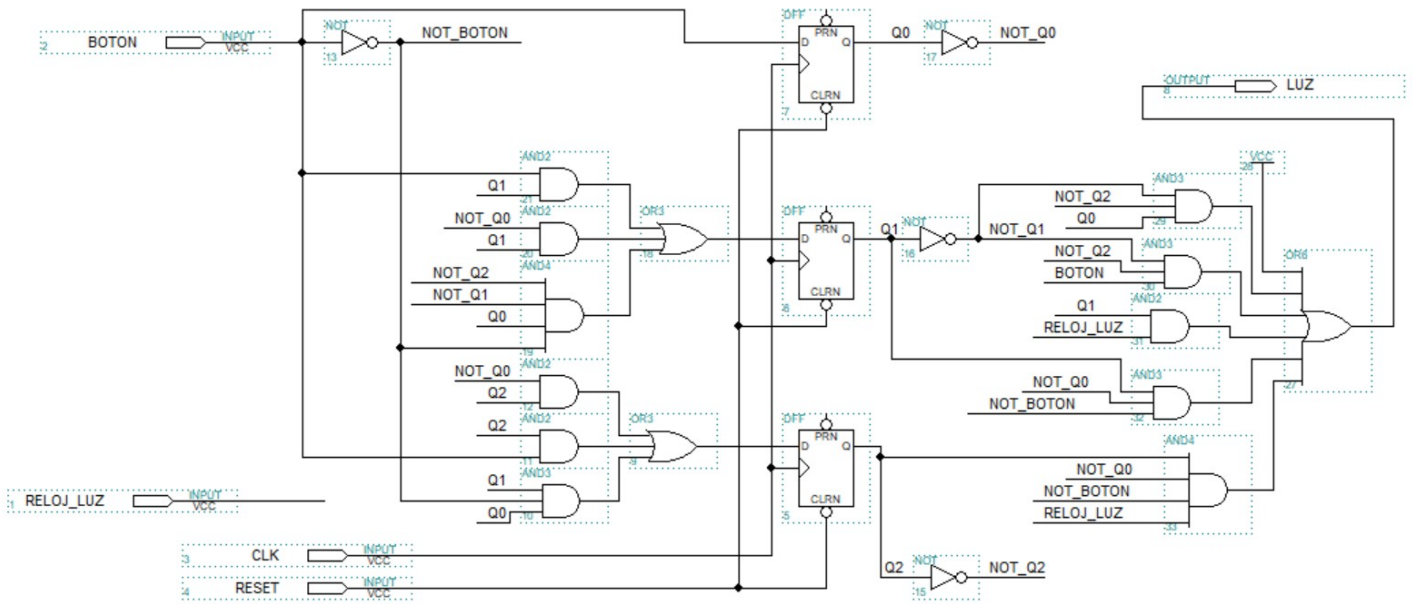 BOTON
INPUT
VCC
2
NOT
13
NOT_BOTON
DFF
PRN
D
Q
CLRN
7
Q0
NOT
17
NOT_Q0
OUTPUT
8
LUZ
AND2
Q1
21
AND2
NOT_Q0
Q1
20
OR3
18
AND4
NOT_Q2
NOT_Q1
Q0
19
DFF
PRN
D
Q
CLRN
6
Q1
NOT
16
NOT_Q1
VCC
28
AND3
NOT_Q2
Q0
29
AND3
NOT_Q2
BOTON
30
AND2
Q1
RELOJ_LUZ
31
OR6
27
AND3
NOT_Q0
NOT_BOTON
32
AND2
NOT_Q0
Q2
12
AND2
Q2
11
OR3
9
AND3
Q1
Q0
10
DFF
PRN
D
Q
CLRN
5
AND4
NOT_Q0
NOT_BOTON
RELOJ_LUZ
33
1
RELOJ_LUZ
INPUT
VCC
3
CLK
INPUT
VCC
4
RESET
INPUT
VCC
Q2
NOT
15
NOT_Q2